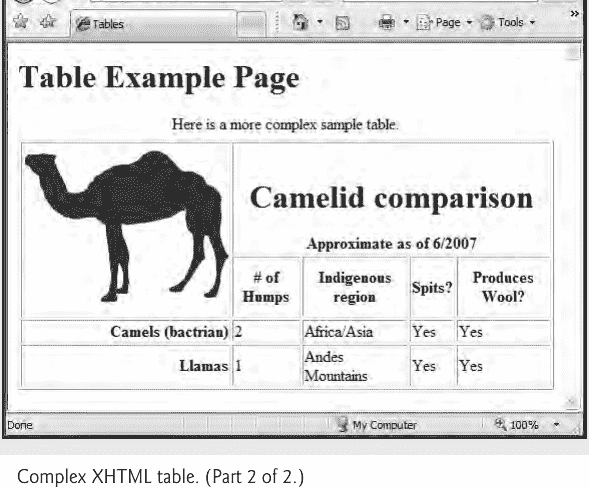 Tables
Page
Tools
»
Table Example Page
Here is a more complex sample table.
Camelid comparison
Approximate as of 6/2007
# of
Humps
Indigenous
region
Spits?
Produces
Wool?
Camels (bactrian) 2 Africa/Asia Yes Yes
Llamas 1 Andes
Mountains Yes Yes
Done My Computer 100%
Complex XHTML table. (Part 2 of 2.)